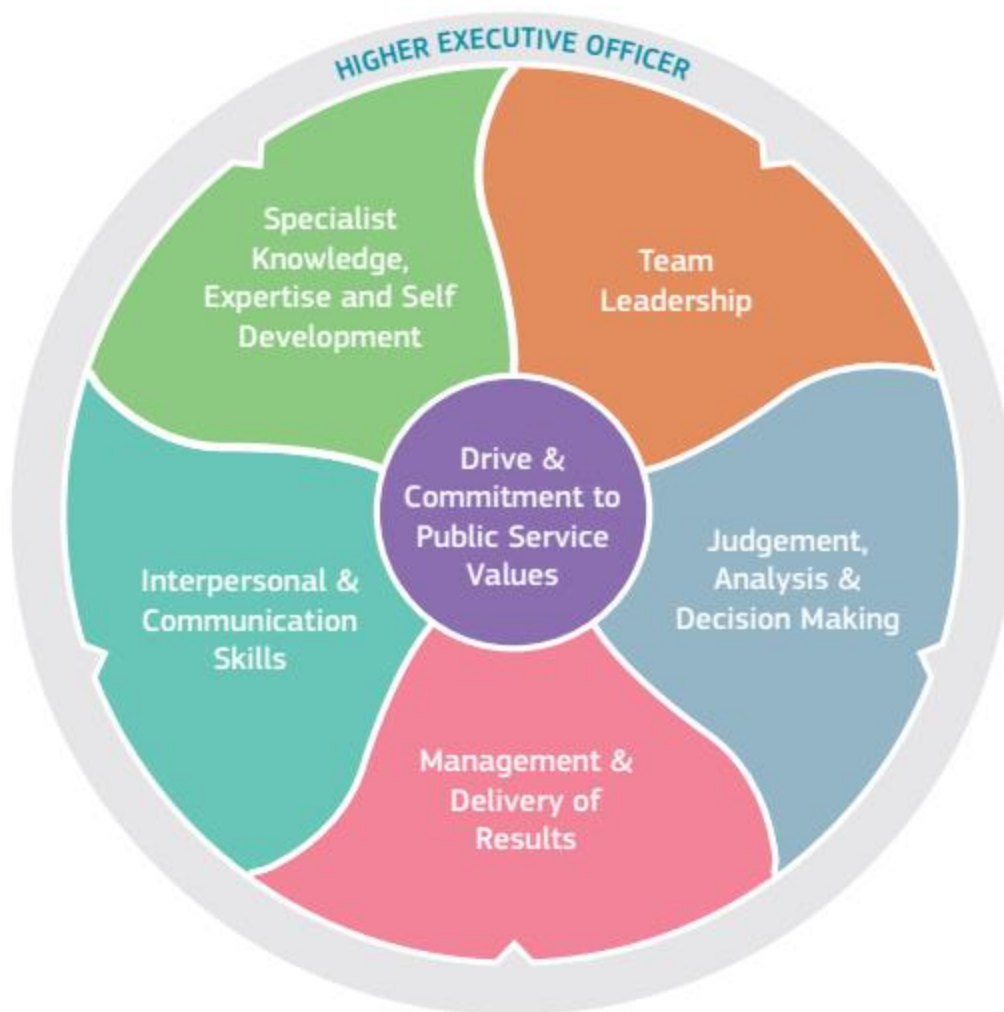 HIGHER EXECUTIVE OFFICER
Specialist
Knowledge,
Expertise and Self
Development
Team
Leadership
Drive &
Commitment to
Public Service
Values
Judgement,
Analysis &
Decision Making
Interpersonal &
Communication
Skills
Management &
Delivery of
Results